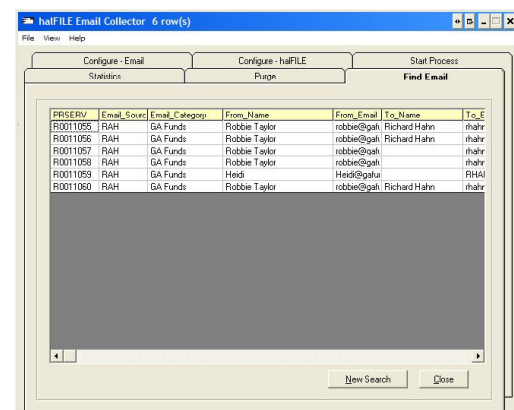 halFILE Email Collector 6 row(s)
File View Help
Configure - Email Configure - halFILE Start Process
Statistics Purge Find Email
PRSERV Email_Sourc Email_Category From_Name From_Email To_Name To_E
R0011055 RAH GA Funds Robbie Taylor robbie@gafu Richard Hahn rhahr
R0011056 RAH GA Funds Robbie Taylor robbie@gafu Richard Hahn rhahr
R0011057 RAH GA Funds Robbie Taylor robbie@gafu rhahr
R0011058 RAH GA Funds Robbie Taylor robbie@gafu rhahr
R0011059 RAH GA Funds Heidi Heidi@gafu RHAI
R0011060 RAH GA Funds Robbie Taylor robbie@gafu Richard Hahn rhahr
New Search Close